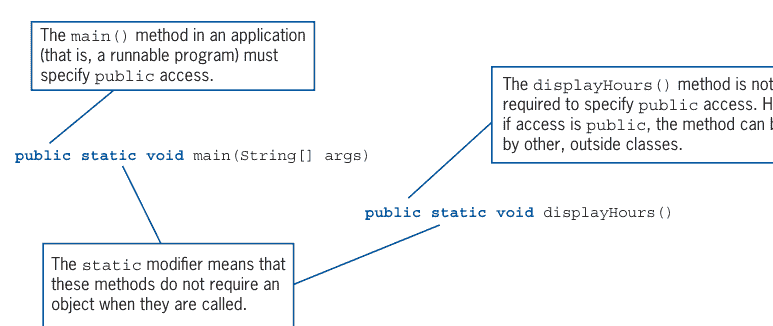 The main() method in an application
(that is, a runnable program) must
specify public access.
The displayHours() method is not
required to specify public access. H
if access is public, the method can b
by other, outside classes.
public static void main(String[] args)
public static void displayHours()
The static modifier means that
these methods do not require an
object when they are called.